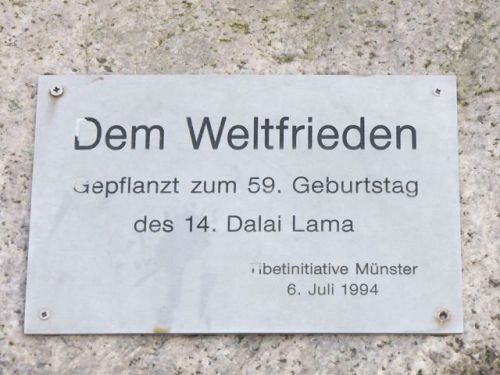 Dem Weltfrieden
Gepflanzt zum 59. Geburtstag
des 14. Dalai Lama
Tibetinitiative Münster
6. Juli 1994